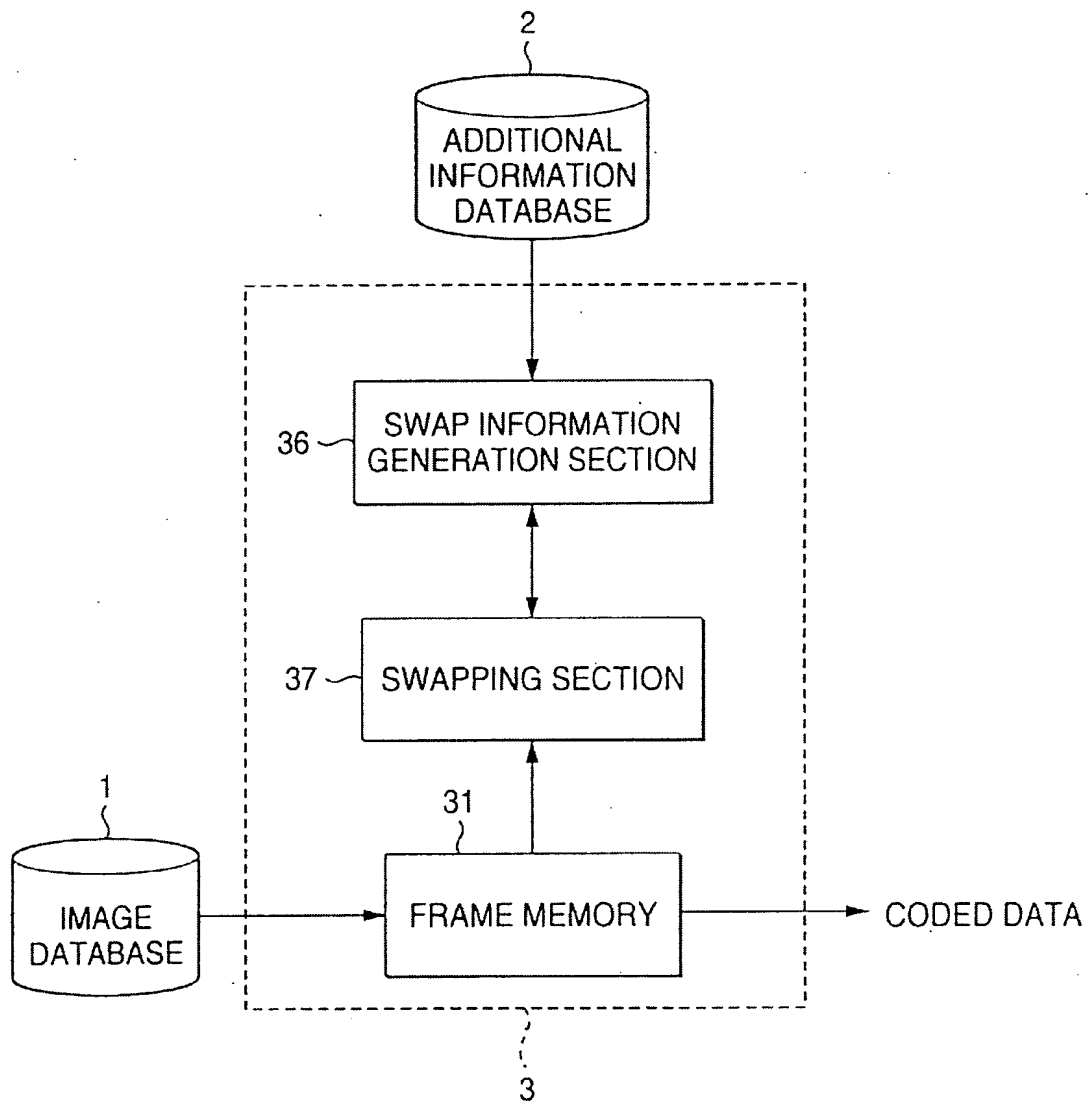 2
ADDITIONAL
INFORMATION
DATABASE
36
SWAP INFORMATION
GENERATION SECTION
37
SWAPPING SECTION
1
31
IMAGE
DATABASE
FRAME MEMORY
CODED DATA
3